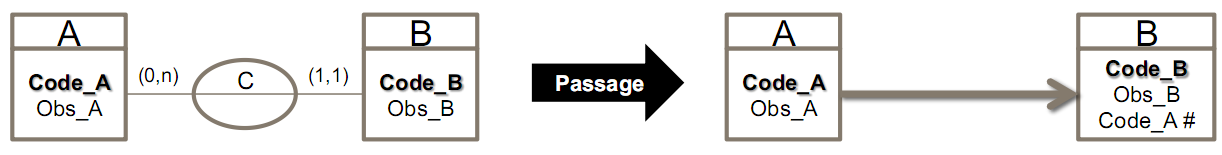 A
Code_A
Obs_A
(0,n)
C
(1,1)
B
Code_B
Obs_B
Passage
A
Code_A
Obs_A
B
Code_B
Obs_B
Code_A #